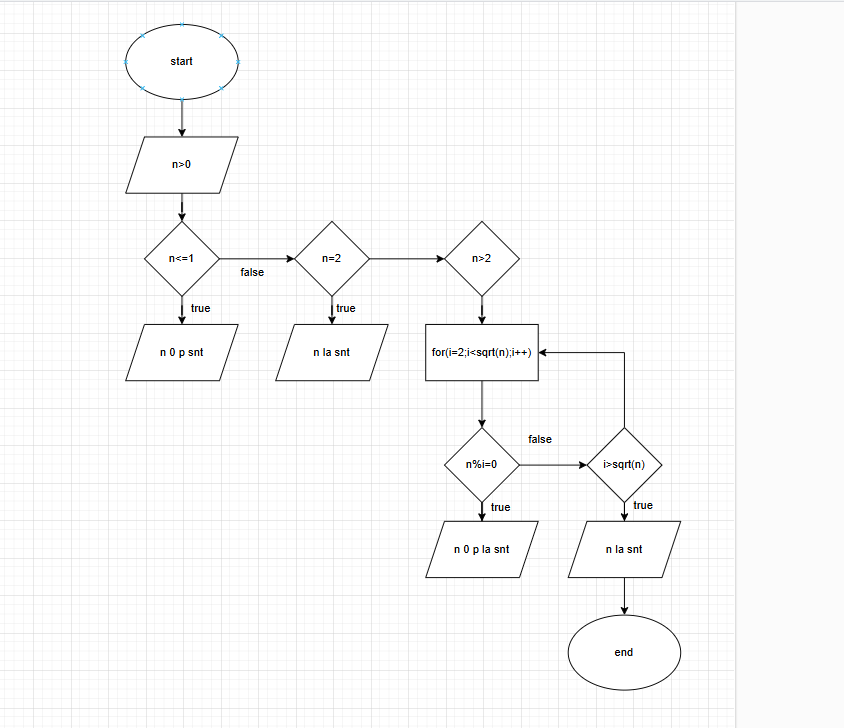 start
n>0
n<=1
false
n=2
n>2
true
true
n 0 p snt
n la snt
for(i=2;i<sqrt(n);i++)
n%i=0
false
i>sqrt(n)
true
true
n 0 p la snt
n la snt
end